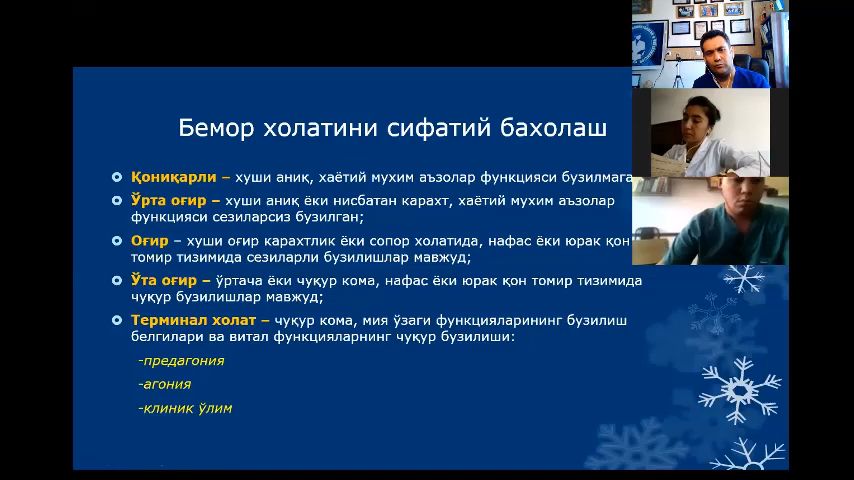 Бемор холатини сифатий бахолаш
Қониқарли – хуши аниқ, хаётий мухим аъзолар функцияси бузилмага
Ўрта оғир – хуши аниқ ёки нисбатан карахт, хаётий мухим аъзолар
функцияси сезиларсиз бузилган;
Оғир – хуши оғир карахтлик ёки сопор холатида, нафас ёки юрак қон
томир тизимида сезиларли бузилишлар мавжуд;
Ўта оғир – ўртача ёки чуқур кома, нафас ёки юрак қон томир тизимида
чуқур бузилишлар мавжуд;
Терминал холат – чуқур кома, мия ўзаги функцияларининг бузилиш
белгилари ва витал функцияларнинг чуқур бузилиши:
-предагония
-агония
-клиник ўлим